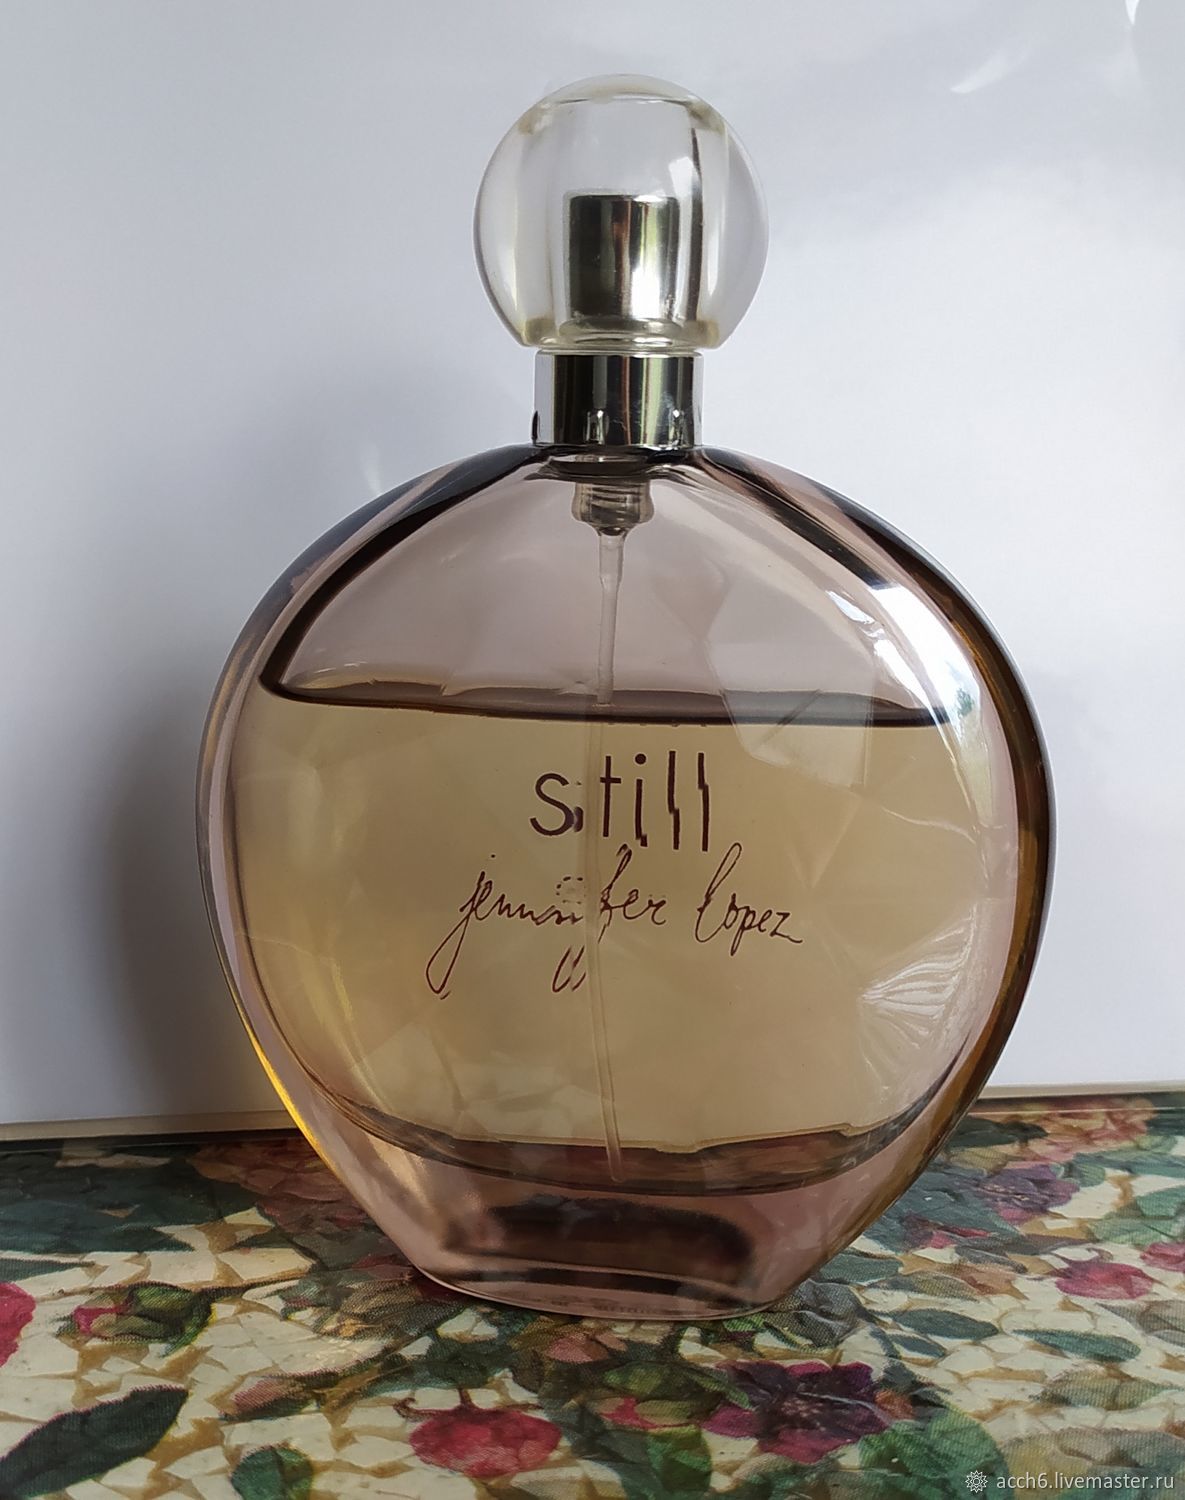 still
jennifer lopez
acch6.livemaster.ru